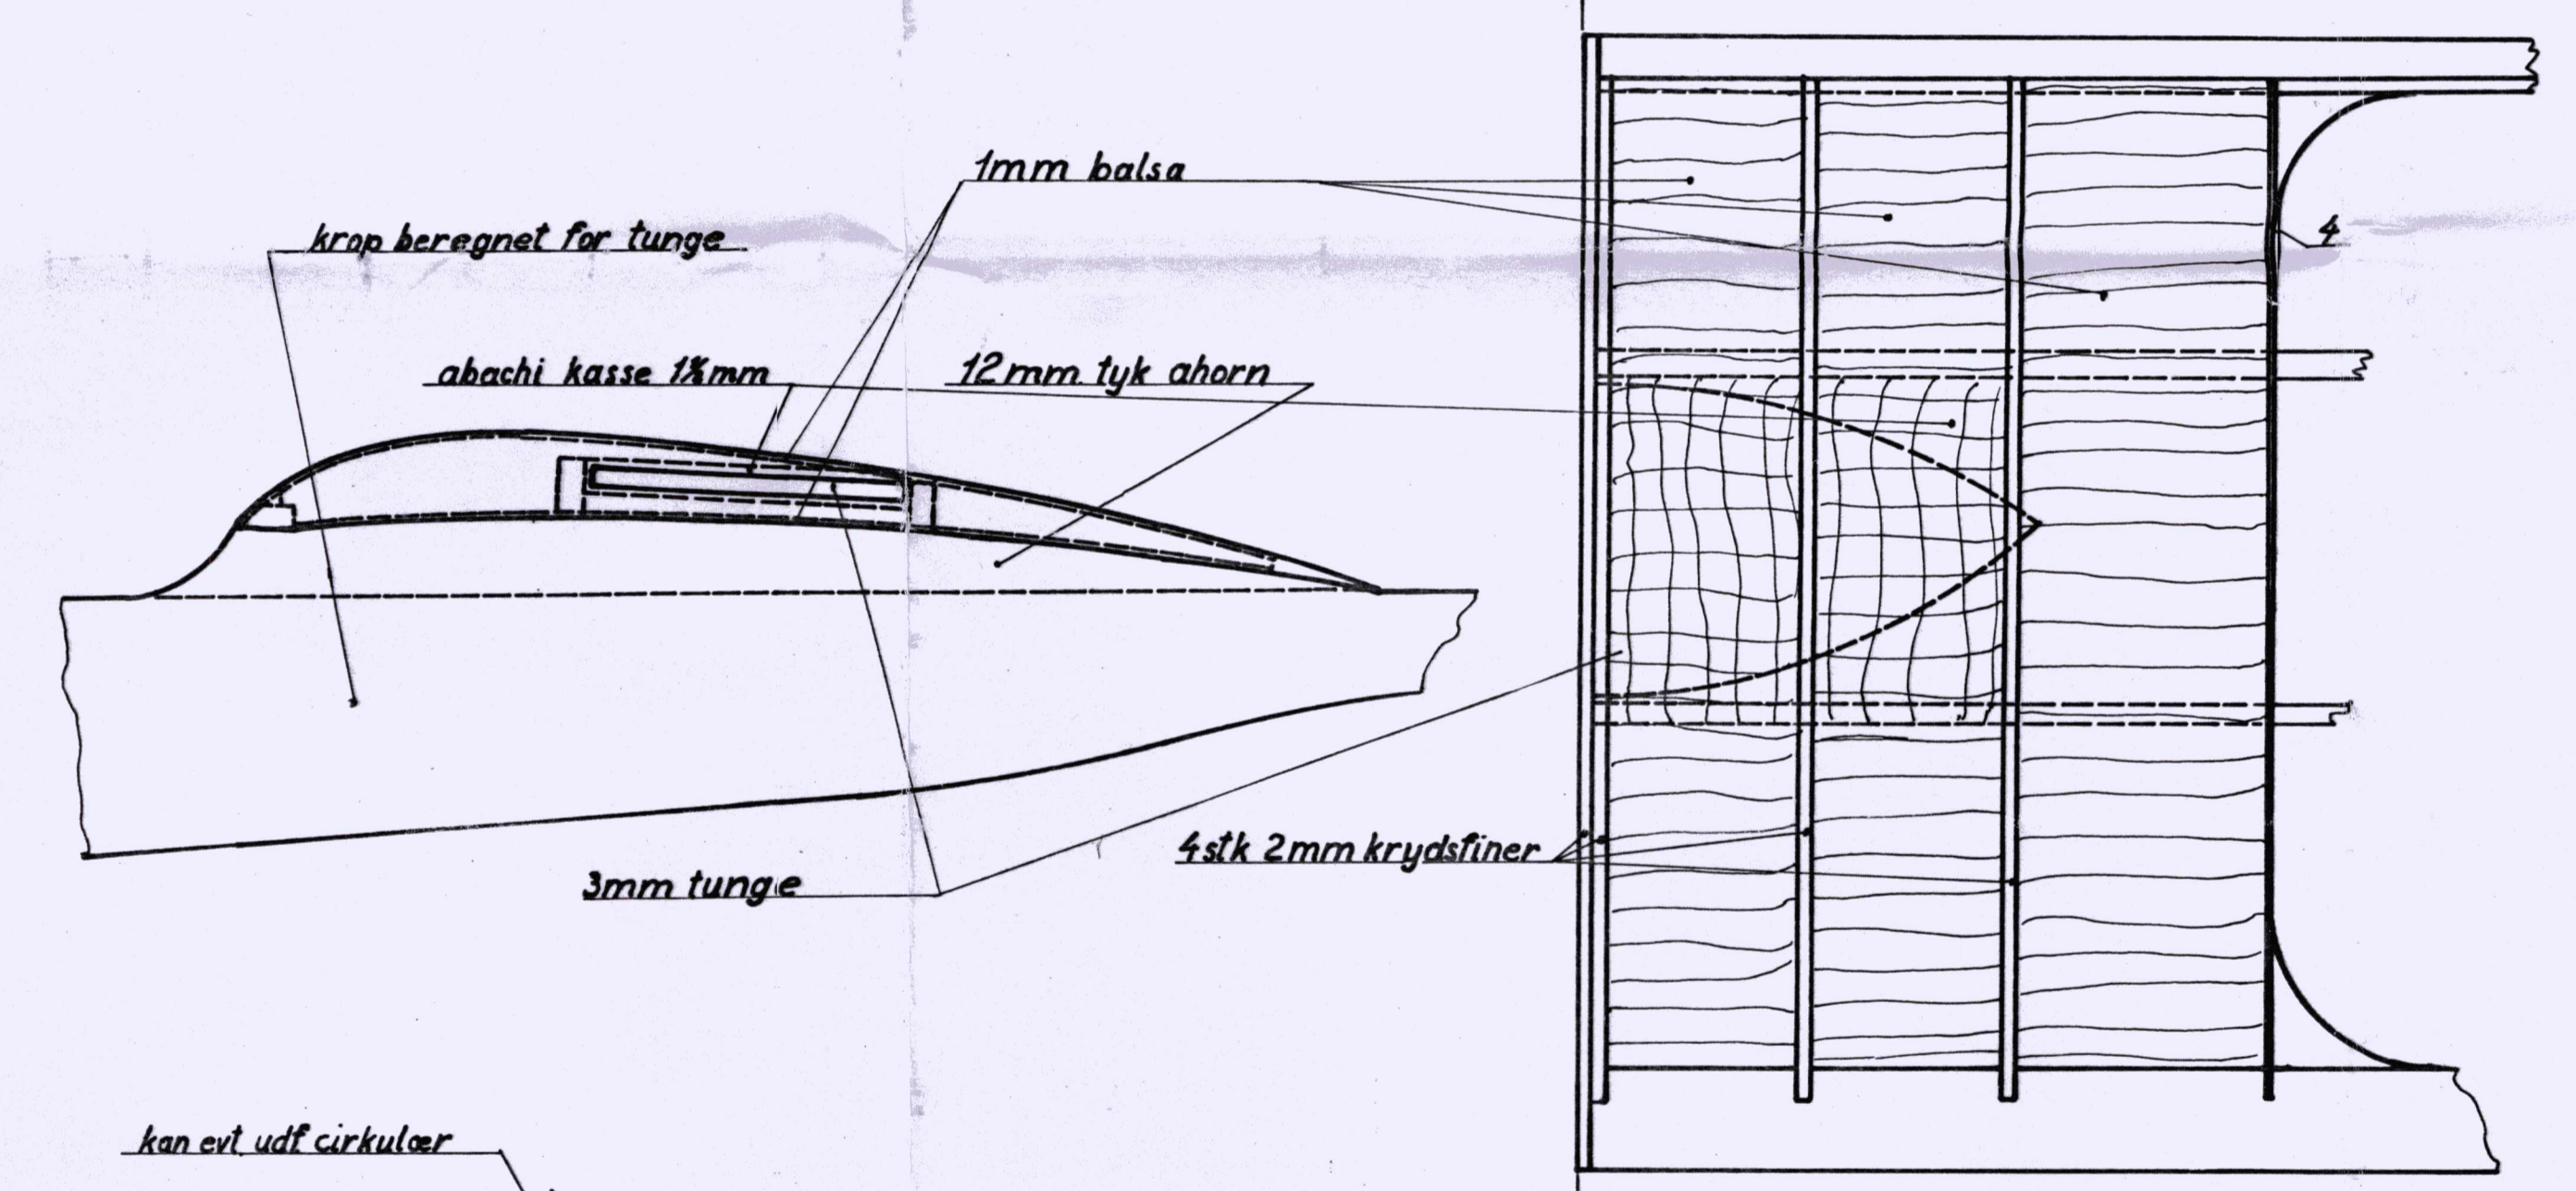 1mm balsa
krop beregnet for tunge
4
abachi kasse 1½mm
12mm tyk ahorn
4stk 2mm krydsfiner
3mm tunge
kan evt udf. cirkulær